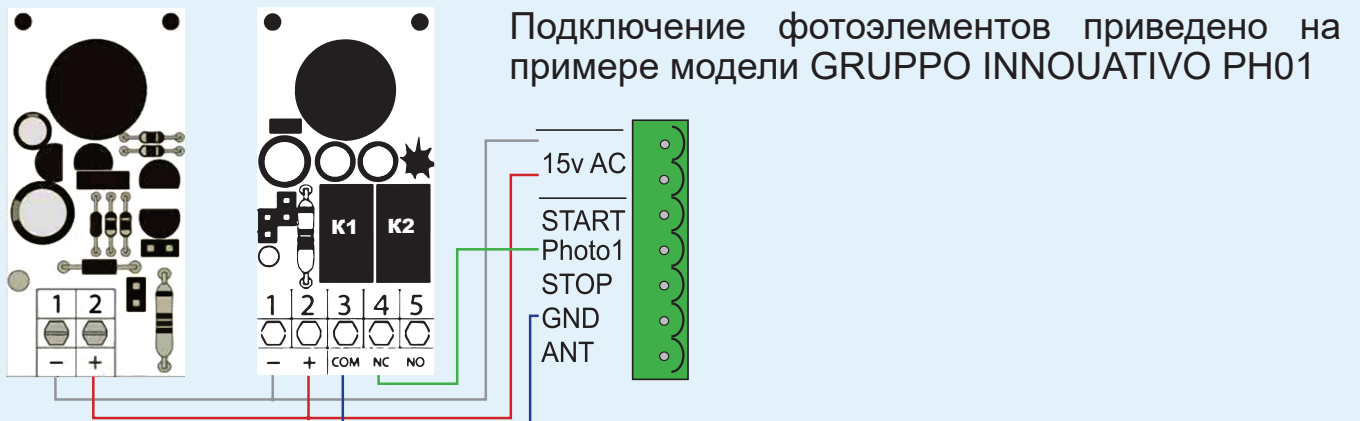 Подключение фотоэлементов приведено на
примере модели GRUPPO INNOUATIVO PH01
15v AC
START
Photo1
STOP
GND
ANT
K1 K2
1 2
− +
1 2 3 4 5
− + COM NC NO